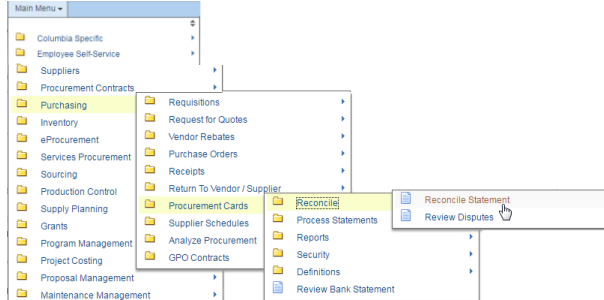 Main Menu
Columbia Specific
Employee Self-Service
Suppliers
Procurement Contracts
Purchasing
Inventory
eProcurement
Services Procurement
Sourcing
Production Control
Supply Planning
Grants
Program Management
Project Costing
Proposal Management
Maintenance Management
Requisitions
Request for Quotes
Vendor Rebates
Purchase Orders
Receipts
Return To Vendor / Supplier
Procurement Cards
Supplier Schedules
Analyze Procurement
GPO Contracts
Reconcile
Process Statements
Reports
Security
Definitions
Review Bank Statement
Reconcile Statement
Review Disputes